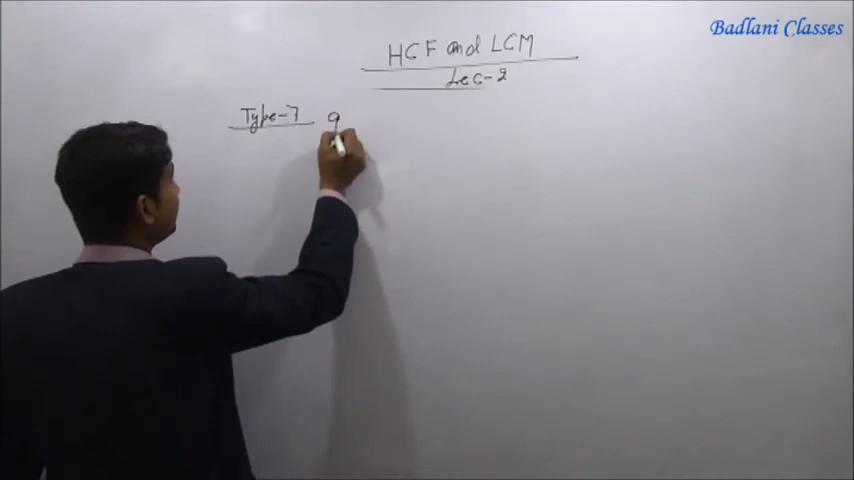 Badlani Classes
HCF and LCM
Lec-2
Type-7 q